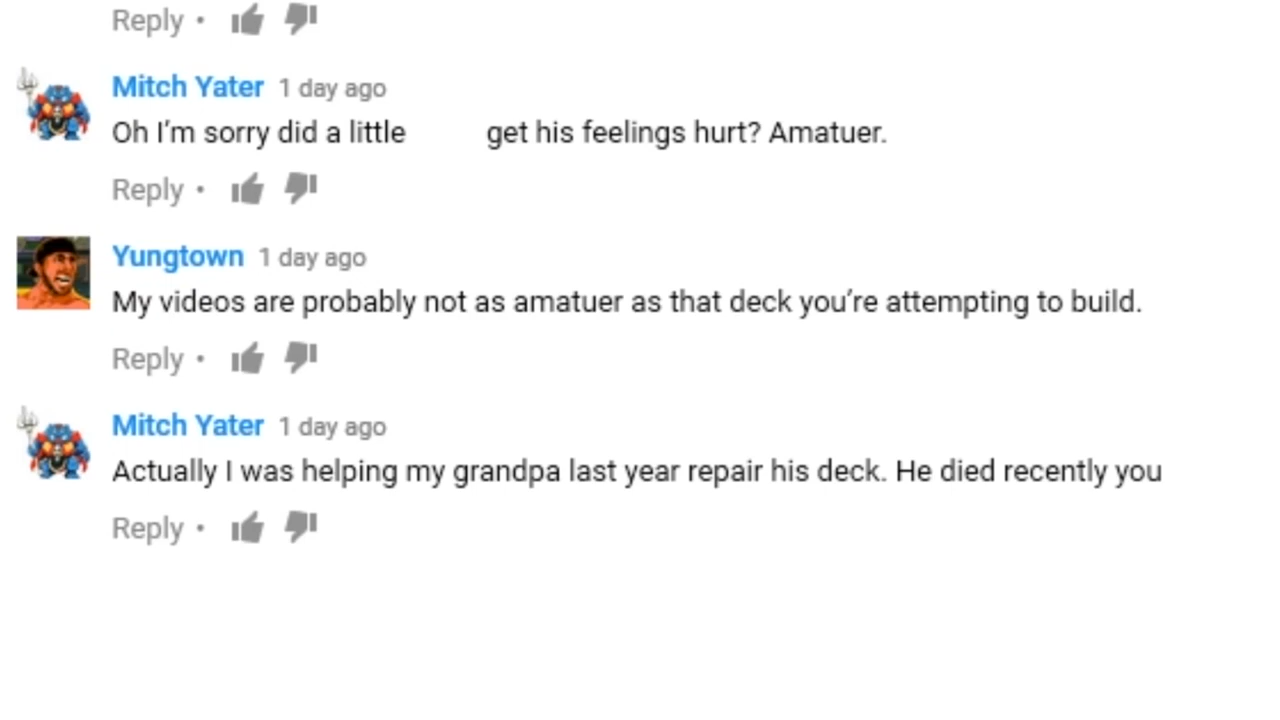 Reply •
Mitch Yater 1 day ago
Oh I'm sorry did a little get his feelings hurt? Amatuer.
Reply •
Yungtown 1 day ago
My videos are probably not as amatuer as that deck you're attempting to build.
Reply •
Mitch Yater 1 day ago
Actually I was helping my grandpa last year repair his deck. He died recently you
Reply •